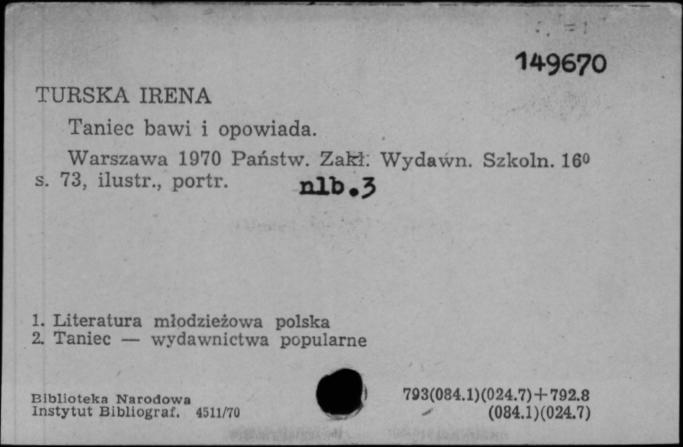 149670
TURSKA IRENA
Taniec bawi i opowiada.
Warszawa 1970 Państw. Zakł. Wydawn. Szkoln. 16º
s. 73, ilustr., portr. nlb.3
1. Literatura młodzieżowa polska
2. Taniec — wydawnictwa popularne
Biblioteka Narodowa 793(084.1)(024.7)+792.8
Instytut Bibliograf. 4511/70 (084.1)(024.7)